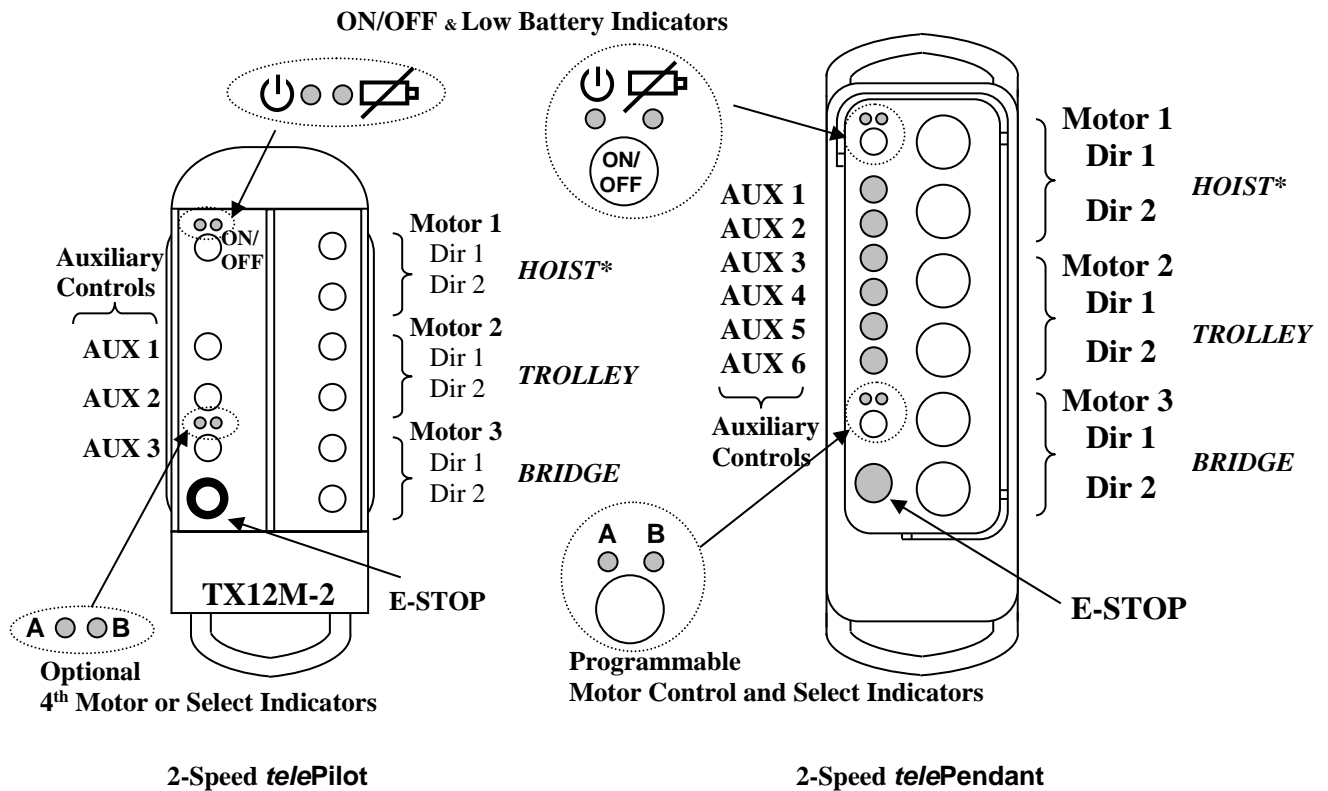 ON/OFF & Low Battery Indicators
ON/
OFF
Auxiliary
Controls
AUX 1
AUX 2
AUX 3
Motor 1
Dir 1
Dir 2
HOIST*
Motor 2
Dir 1
Dir 2
TROLLEY
Motor 3
Dir 1
Dir 2
BRIDGE
TX12M-2
E-STOP
A B
Optional
4th Motor or Select Indicators
2-Speed telePilot
ON/
OFF
AUX 1
AUX 2
AUX 3
AUX 4
AUX 5
AUX 6
Auxiliary
Controls
Motor 1
Dir 1
Dir 2
HOIST*
Motor 2
Dir 1
Dir 2
TROLLEY
Motor 3
Dir 1
Dir 2
BRIDGE
A B
E-STOP
Programmable
Motor Control and Select Indicators
2-Speed telePendant